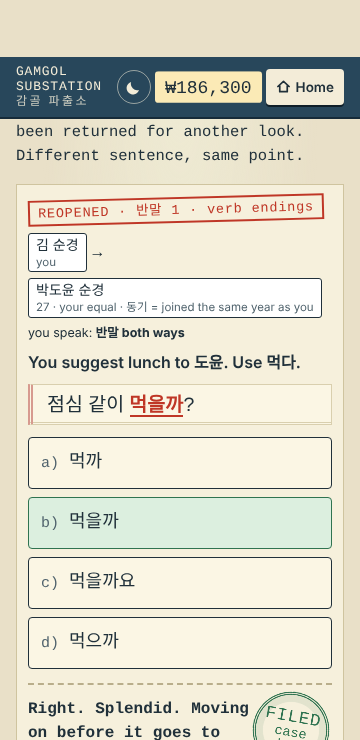 GAMGOL
SUBSTATION
감골 파출소
₩186,300
Home
been returned for another look.
Different sentence, same point.
REOPENED · 반말 1 · verb endings
김 순경
you
→
박도윤 순경
27 · your equal · 동기 = joined the same year as you
you speak: 반말 both ways
You suggest lunch to 도윤. Use 먹다.
점심 같이 먹을까?
a) 먹까
b) 먹을까
c) 먹을까요
d) 먹으까
Right. Splendid. Moving
on before it goes to
FILED
case